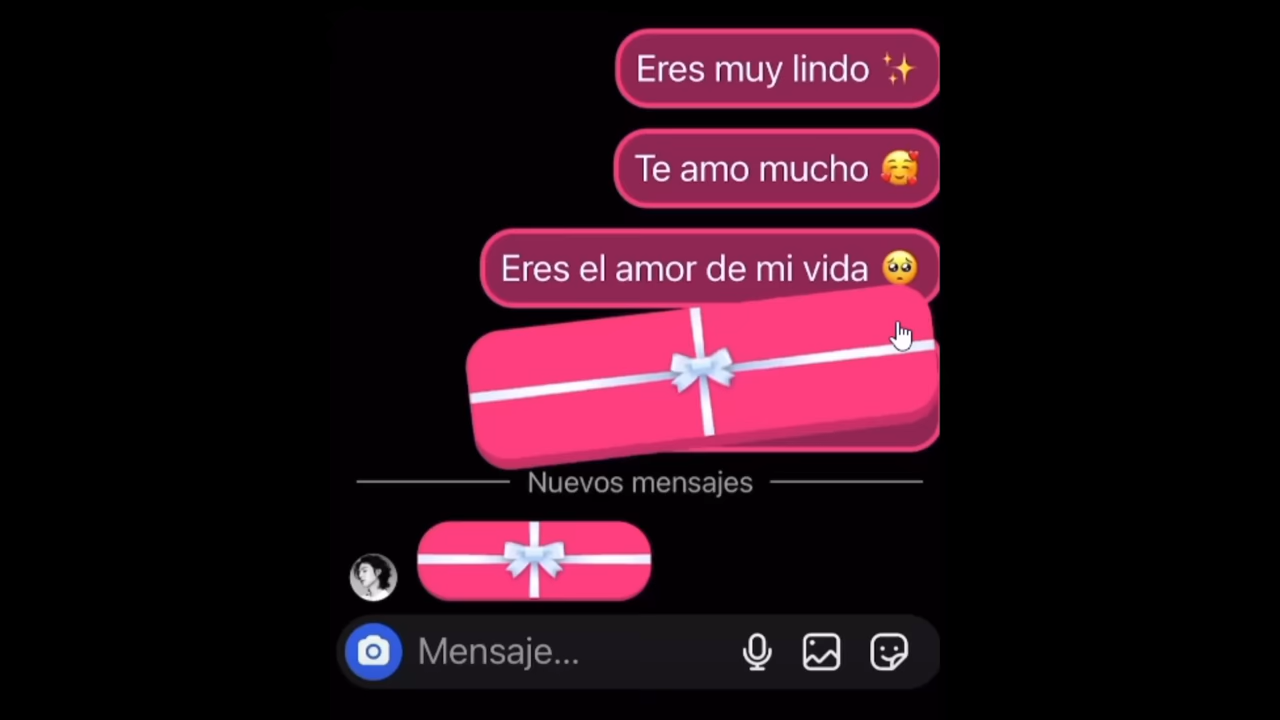 Eres muy lindo ✨
Te amo mucho 🥰
Eres el amor de mi vida 🥺
Nuevos mensajes
Mensaje...